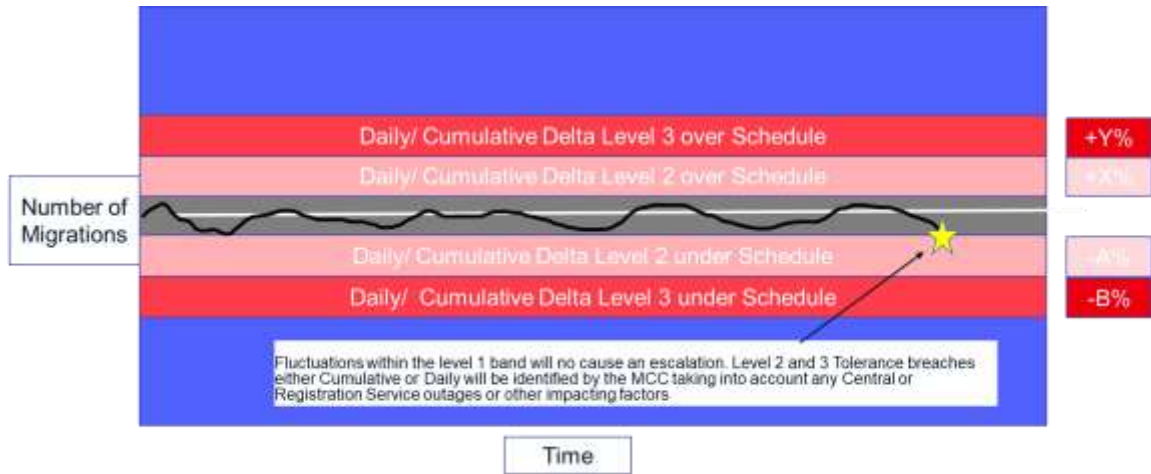 Daily/ Cumulative Delta Level 3 over Schedule
+Y%
Daily/ Cumulative Delta Level 2 over Schedule
+X%
Number of
Migrations
Daily/ Cumulative Delta Level 2 under Schedule
-A%
Daily/ Cumulative Delta Level 3 under Schedule
-B%
Fluctuations within the level 1 band will no cause an escalation. Level 2 and 3 Tolerance breaches
either Cumulative or Daily will be identified by the MCC taking into account any Central or
Registration Service outages or other impacting factors
Time